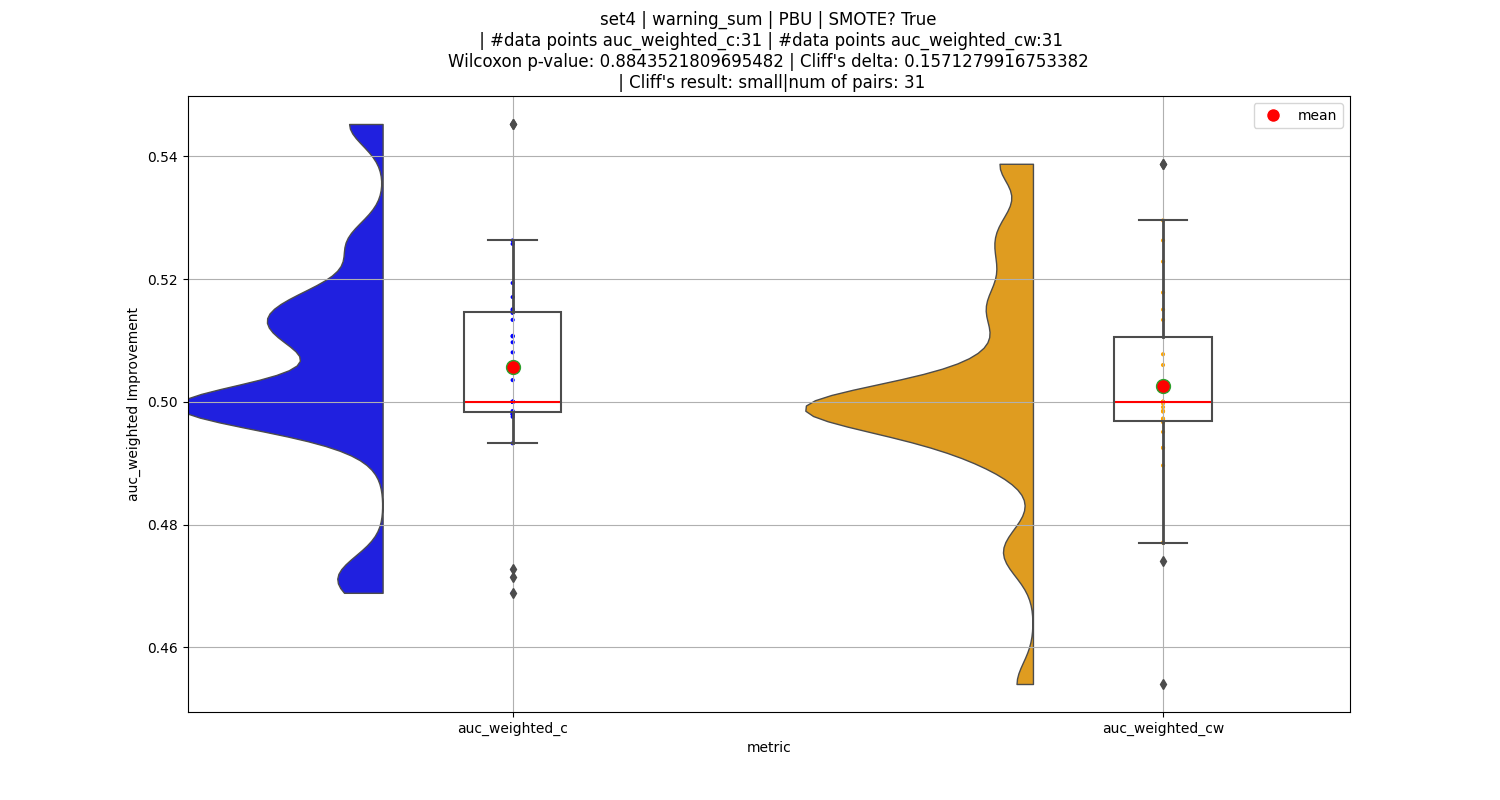 set4 | warning_sum | PBU | SMOTE? True
| #data points auc_weighted_c:31 | #data points auc_weighted_cw:31
Wilcoxon p-value: 0.8843521809695482 | Cliff's delta: 0.1571279916753382
| Cliff's result: small|num of pairs: 31
mean
0.54
0.52
0.50
0.48
0.46
auc_weighted Improvement
auc_weighted_c
auc_weighted_cw
metric